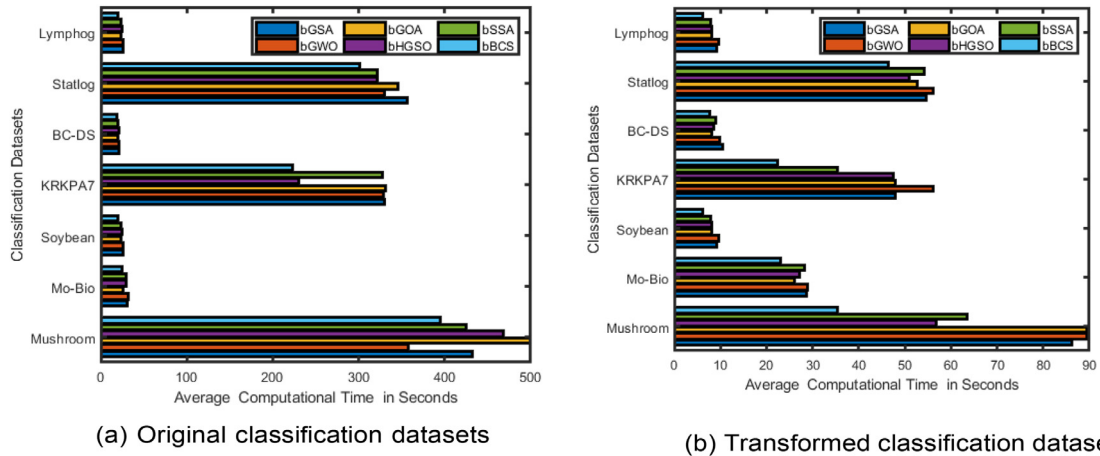 bGSA bGOA bSSA
bGWO bHGSO bBCS
Classification Datasets
Lymphog
Statlog
BC-DS
KRKPA7
Soybean
Mo-Bio
Mushroom
0 100 200 300 400 500
Average Computational Time in Seconds
(a) Original classification datasets
bGSA bGOA bSSA
bGWO bHGSO bBCS
Classification Datasets
Lymphog
Statlog
BC-DS
KRKPA7
Soybean
Mo-Bio
Mushroom
0 10 20 30 40 50 60 70 80 90
Average Computational Time in Seconds
(b) Transformed classification datase